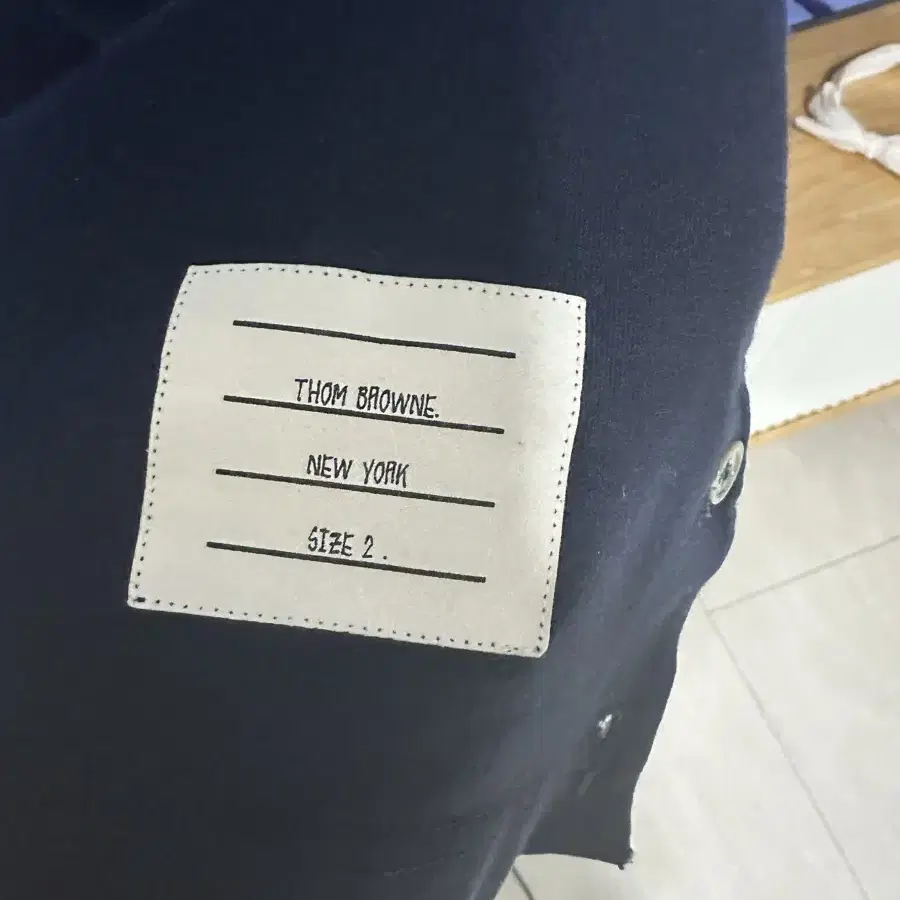 THOM BROWNE.
NEW YORK
SIZE 2.